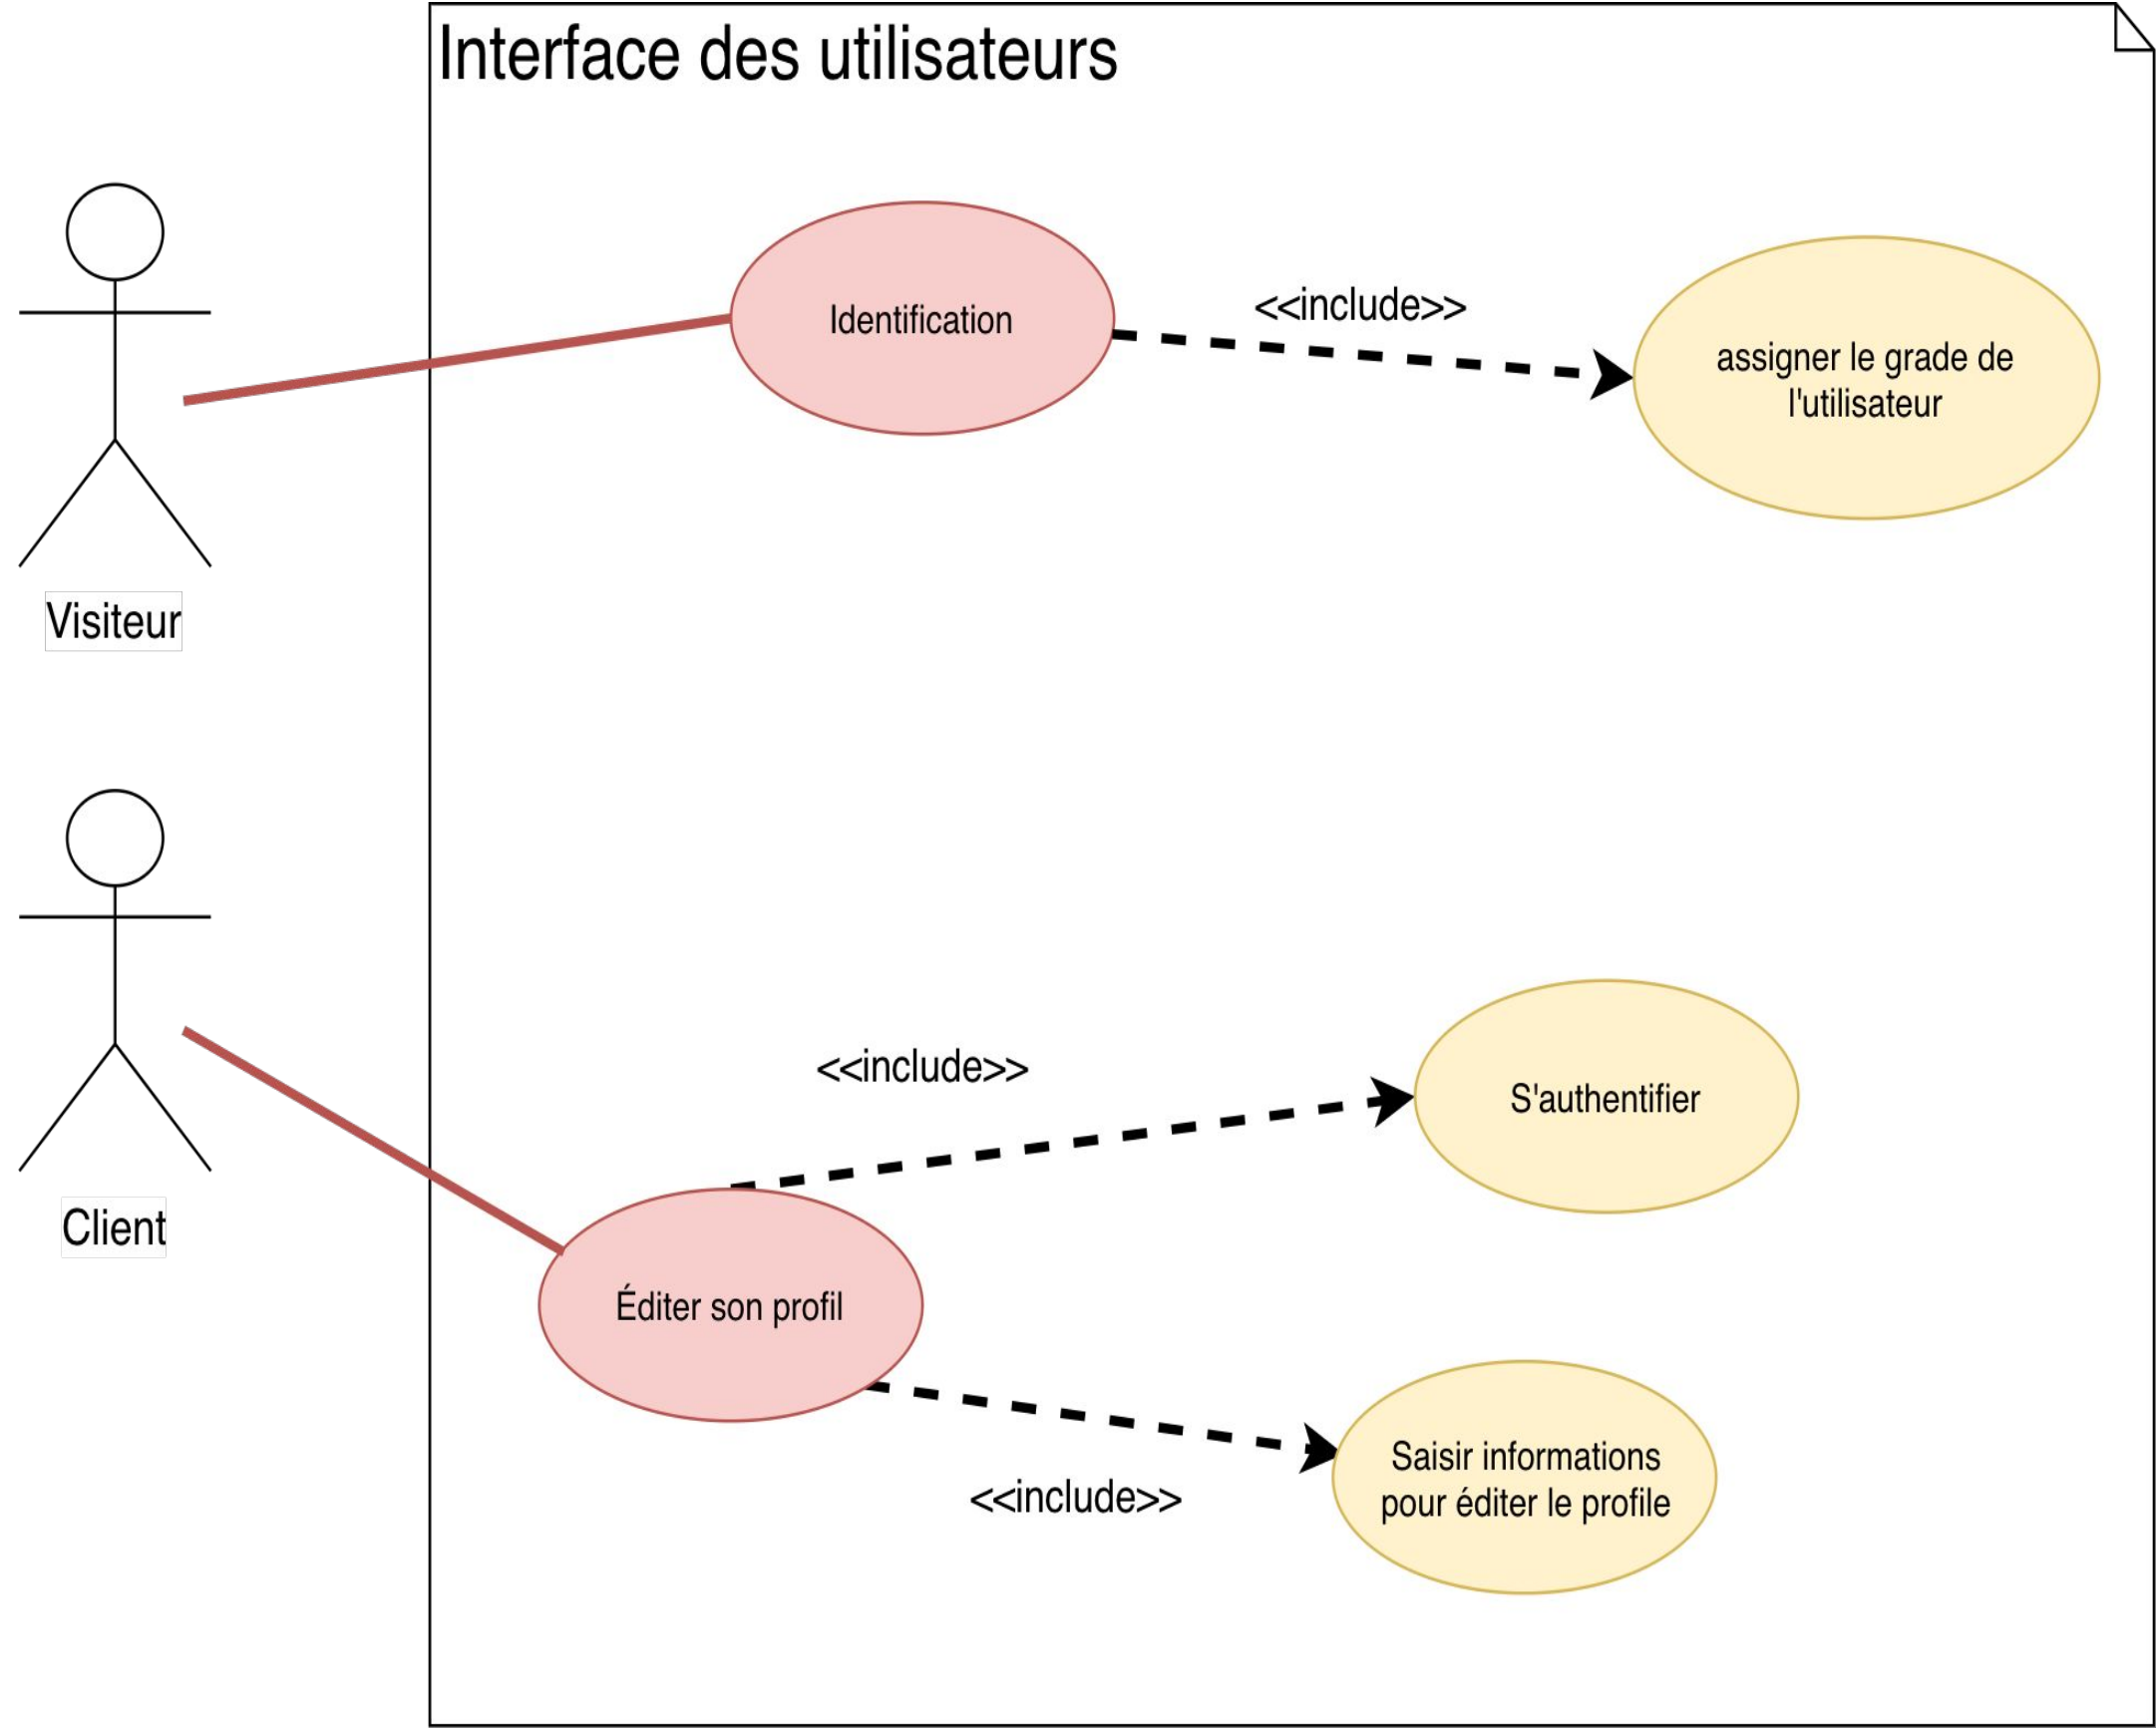 Interface des utilisateurs
Identification
<<include>>
assigner le grade de
l'utilisateur
Visiteur
<<include>>
S'authentifier
Client
Éditer son profil
<<include>>
Saisir informations
pour éditer le profile